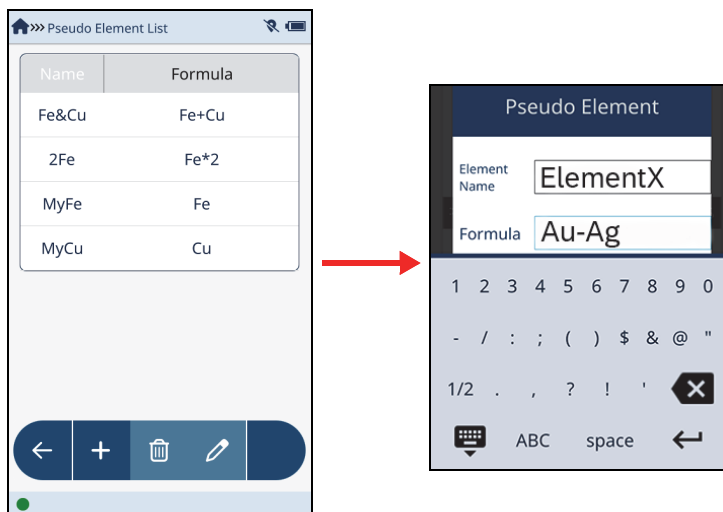 Pseudo Element List
Name Formula
Fe&Cu Fe+Cu
2Fe Fe*2
MyFe Fe
MyCu Cu
Pseudo Element
Element Name ElementX
Formula Au-Ag
1 2 3 4 5 6 7 8 9 0
- / : ; ( ) $ & @ "
1/2 . , ? ! '
ABC space